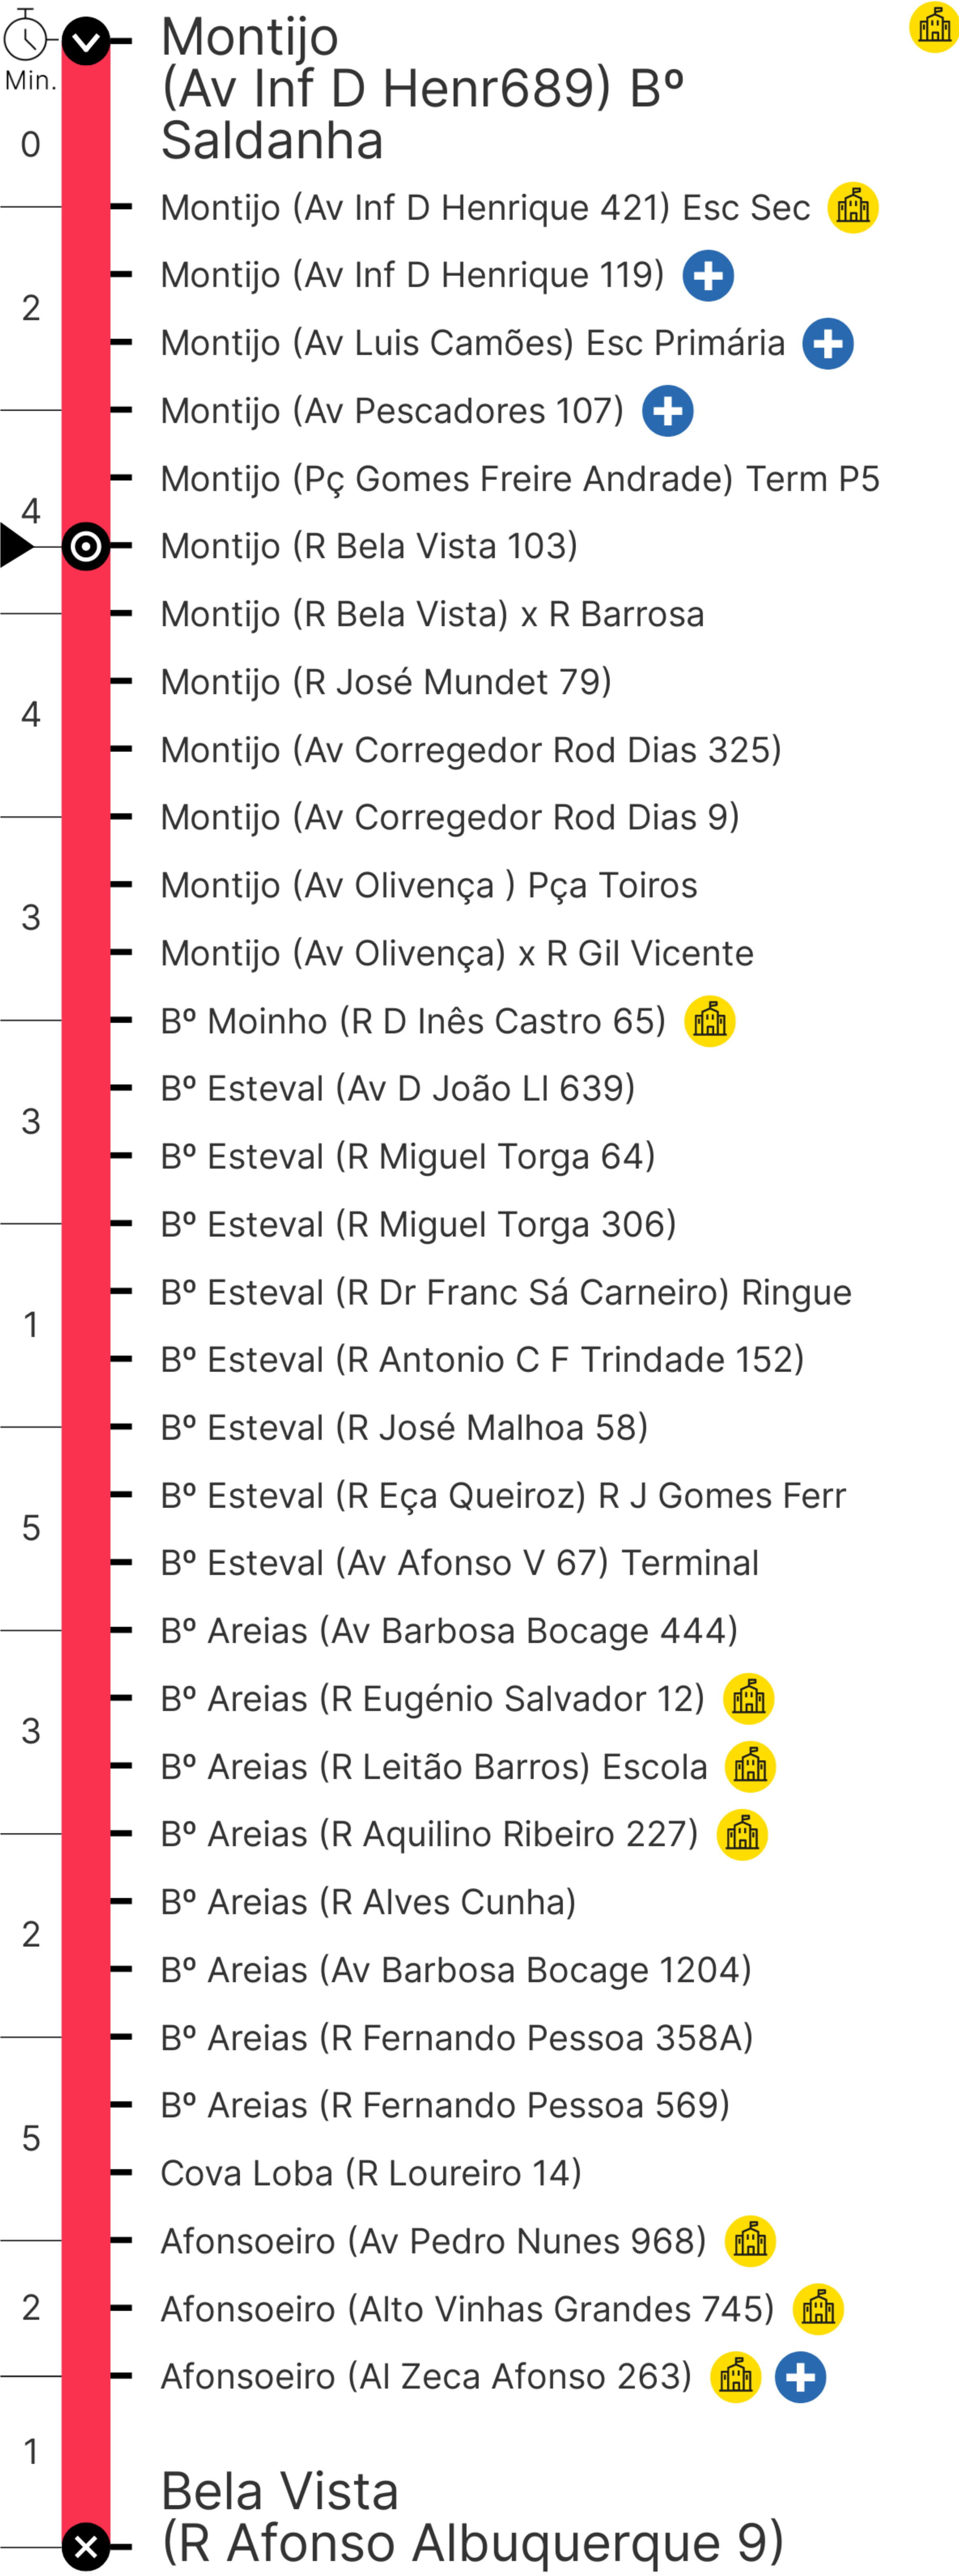 Montijo
Min.
(Av Inf D Henr689) Bº
0
Saldanha
Montijo (Av Inf D Henrique 421) Esc Sec
Montijo (Av Inf D Henrique 119)
2
Montijo (Av Luis Camões) Esc Primária
Montijo (Av Pescadores 107)
Montijo (Pç Gomes Freire Andrade) Term P5
4
Montijo (R Bela Vista 103)
Montijo (R Bela Vista) x R Barrosa
Montijo (R José Mundet 79)
4
Montijo (Av Corregedor Rod Dias 325)
Montijo (Av Corregedor Rod Dias 9)
Montijo (Av Olivença ) Pça Toiros
3
Montijo (Av Olivença) x R Gil Vicente
Bº Moinho (R D Inês Castro 65)
Bº Esteval (Av D João Ll 639)
3
Bº Esteval (R Miguel Torga 64)
Bº Esteval (R Miguel Torga 306)
Bº Esteval (R Dr Franc Sá Carneiro) Ringue
1
Bº Esteval (R Antonio C F Trindade 152)
Bº Esteval (R José Malhoa 58)
Bº Esteval (R Eça Queiroz) R J Gomes Ferr
5
Bº Esteval (Av Afonso V 67) Terminal
Bº Areias (Av Barbosa Bocage 444)
Bº Areias (R Eugénio Salvador 12)
3
Bº Areias (R Leitão Barros) Escola
Bº Areias (R Aquilino Ribeiro 227)
Bº Areias (R Alves Cunha)
2
Bº Areias (Av Barbosa Bocage 1204)
Bº Areias (R Fernando Pessoa 358A)
Bº Areias (R Fernando Pessoa 569)
5
Cova Loba (R Loureiro 14)
Afonsoeiro (Av Pedro Nunes 968)
2
Afonsoeiro (Alto Vinhas Grandes 745)
Afonsoeiro (Al Zeca Afonso 263)
1
Bela Vista
(R Afonso Albuquerque 9)